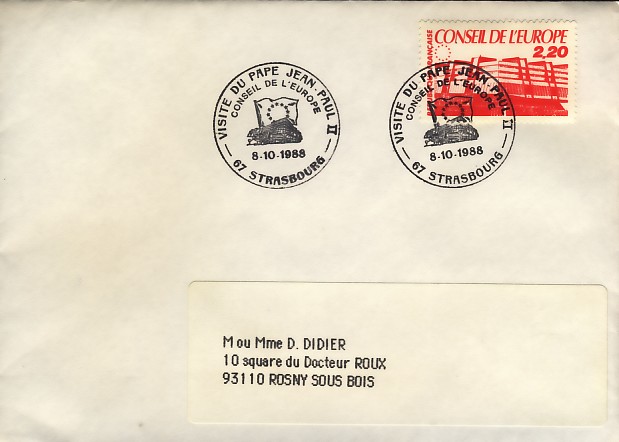 CONSEIL DE L'EUROPE
2,20
RÉPUBLIQUE FRANÇAISE
VISITE DU PAPE JEAN-PAUL II
CONSEIL DE L'EUROPE
8-10-1988
67 STRASBOURG
VISITE DU PAPE JEAN-PAUL II
CONSEIL DE L'EUROPE
8-10-1988
67 STRASBOURG
M ou Mme D. DIDIER
10 square du Docteur ROUX
93110 ROSNY SOUS BOIS